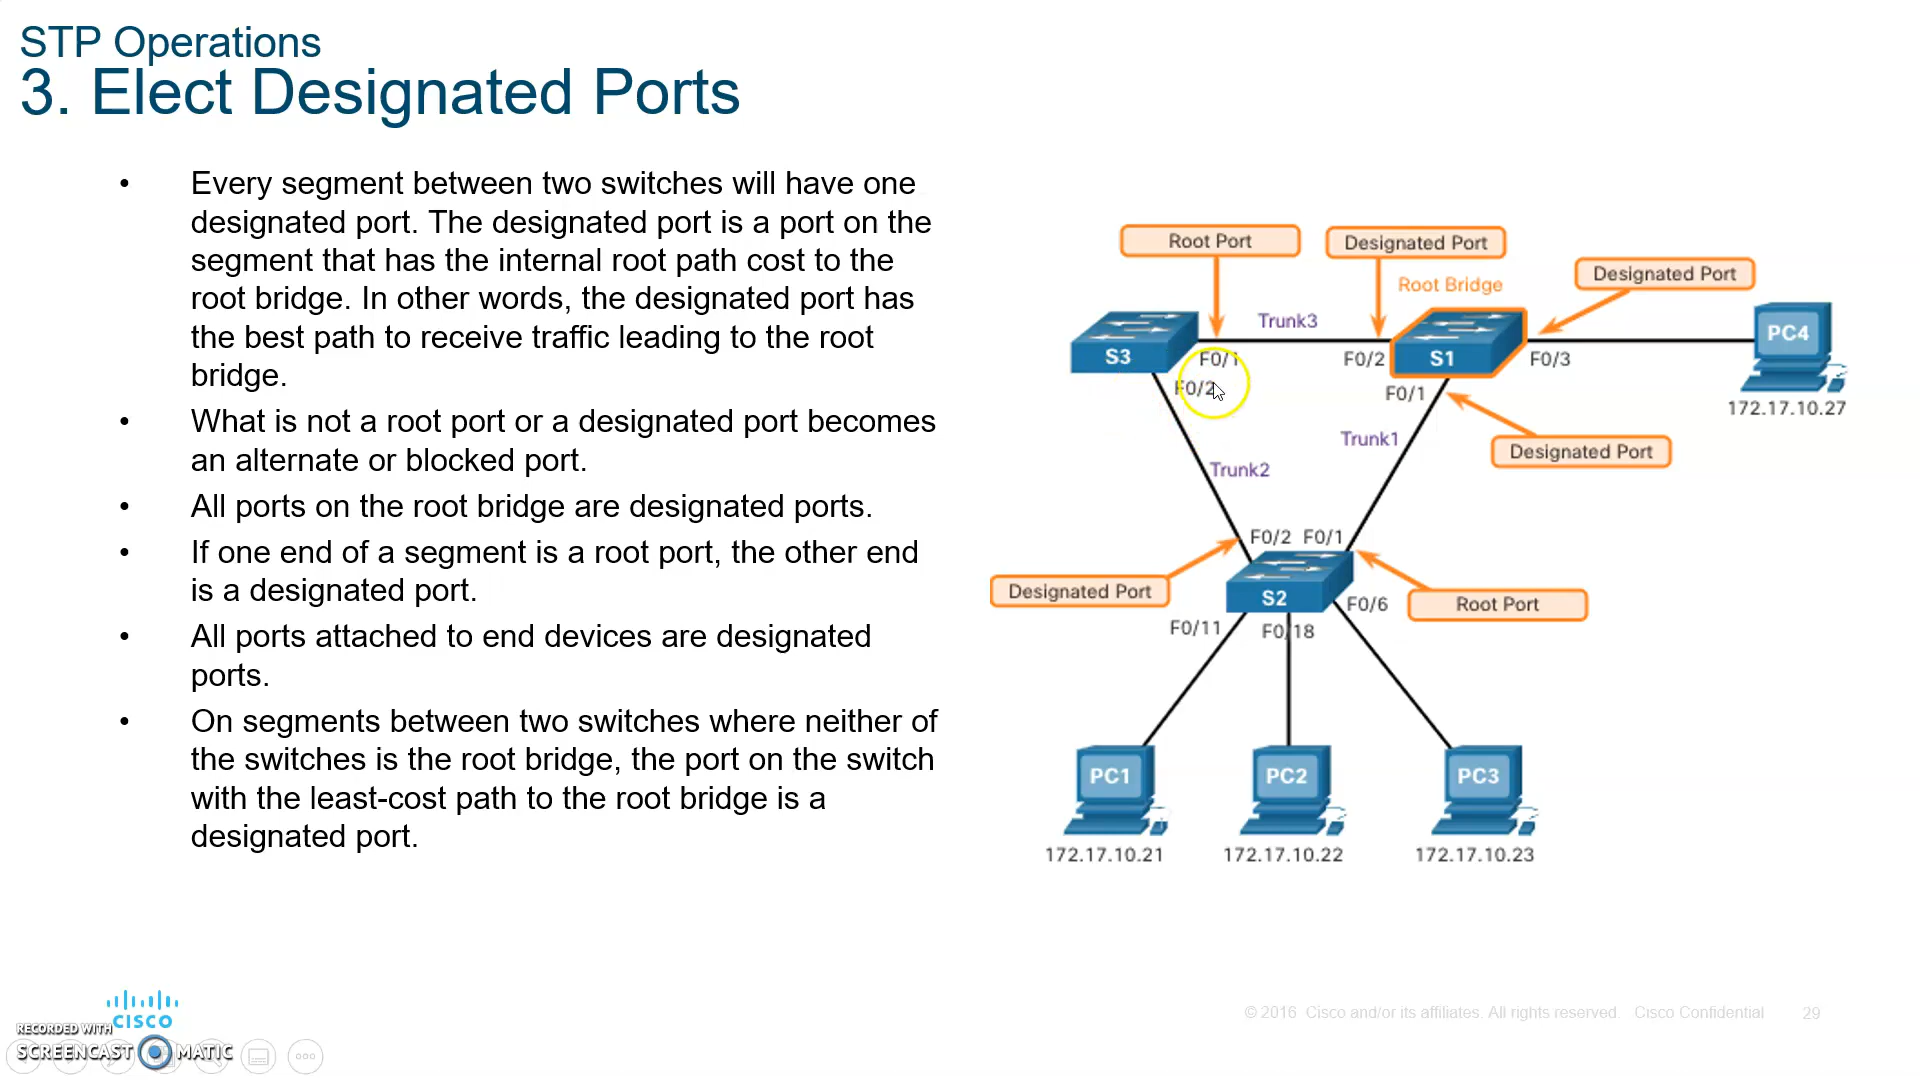 STP Operations
3. Elect Designated Ports
• Every segment between two switches will have one
designated port. The designated port is a port on the
segment that has the internal root path cost to the
root bridge. In other words, the designated port has
the best path to receive traffic leading to the root
bridge.
• What is not a root port or a designated port becomes
an alternate or blocked port.
• All ports on the root bridge are designated ports.
• If one end of a segment is a root port, the other end
is a designated port.
• All ports attached to end devices are designated
ports.
• On segments between two switches where neither of
the switches is the root bridge, the port on the switch
with the least-cost path to the root bridge is a
designated port.
Root Port
Designated Port
Root Bridge
Designated Port
Trunk3
S3
F0/1
F0/2
S1
F0/3
PC4
F0/2
F0/1
172.17.10.27
Trunk1
Designated Port
Trunk2
F0/2 F0/1
Designated Port
S2
F0/6
Root Port
F0/11
F0/18
PC1
PC2
PC3
172.17.10.21
172.17.10.22
172.17.10.23
CISCO
RECORDED WITH
SCREENCAST MATIC
© 2016 Cisco and/or its affiliates. All rights reserved. Cisco Confidential
29